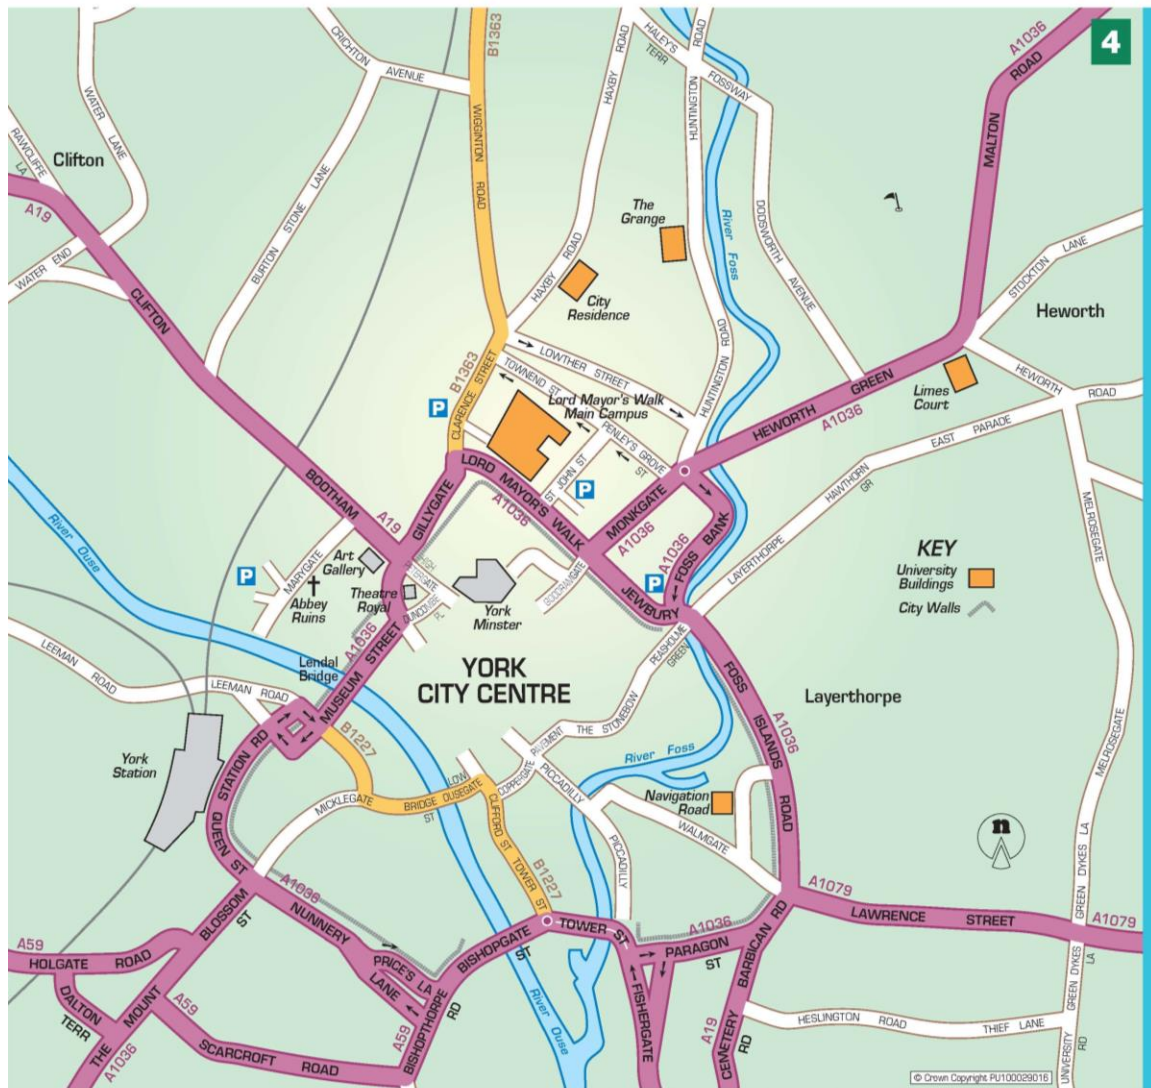 4
B1363
A1036
CRICHTON
AVENUE
WATER LANE
RAWCLIFFE
LA
Clifton
A19
WATER END
BURTON STONE LANE
WIGGINTON ROAD
HAXBY ROAD
HALEY'S
TERR
FOSSWAY
HUNTINGTON
ROAD
MALTON
ROAD
The
Grange
River Foss
DODSWORTH
AVENUE
STOCKTON LANE
Heworth
CLIFTON
HAXBY ROAD
City
Residence
HUNTINGTON ROAD
B1363
CLARENCE STREET
LOWTHER STREET
TOWNEND ST
HEWORTH GREEN
A1036
Limes
Court
HEWORTH
ROAD
P
Lord Mayor's Walk
Main Campus
PENLEY'S GROVE
ST
JOHN ST
ST
P
EAST PARADE
HAWTHORN
GR
MELROSEGATE
BOOTHAM
A19
GILLYGATE
LORD MAYOR'S WALK
A1036
MONKGATE
A1036
FOSS BANK
A1036
LAYERTHORPE
River Ouse
P
MARYGATE
Art
Gallery
Abbey
Ruins
Theatre
Royal
HIGH
PETERGATE
DUNCOMBE
PL
York
Minster
GOODRAMGATE
P
JEWBURY
KEY
University
Buildings
City Walls
PEASHOLME
GREEN
A1036
MUSEUM STREET
Lendal
Bridge
YORK
CITY CENTRE
LEEMAN
ROAD
LEEMAN ROAD
FOSS
ISLANDS
ROAD
A1036
Layerthorpe
York
Station
STATION RD
B1227
THE STONEBOW
PAVEMENT
River Foss
MELROSEGATE
MICKLEGATE
BRIDGE
ST
LOW
OUSEGATE
COPPERGATE
PICCADILLY
Navigation
Road
QUEEN ST
CLIFFORD ST
TOWER ST
B1227
PICCADILLY
WALMGATE
n
GREEN DYKES LA
A1036
NUNNERY
BLOSSOM
ST
A1079
LAWRENCE STREET
A1079
A59
HOLGATE ROAD
PRICE'S LA
LANE
BISHOPGATE
ST
TOWER ST
A1036
PARAGON
ST
BARBICAN RD
GREEN DYKES
LA
DALTON
TERR
THE MOUNT
A1036
A59
SCARCROFT ROAD
A59
BISHOPTHORPE
RD
River Ouse
FISHERGATE
A19
CEMETERY
RD
HESLINGTON ROAD
THIEF LANE
UNIVERSITY
RD
© Crown Copyright PU100029016